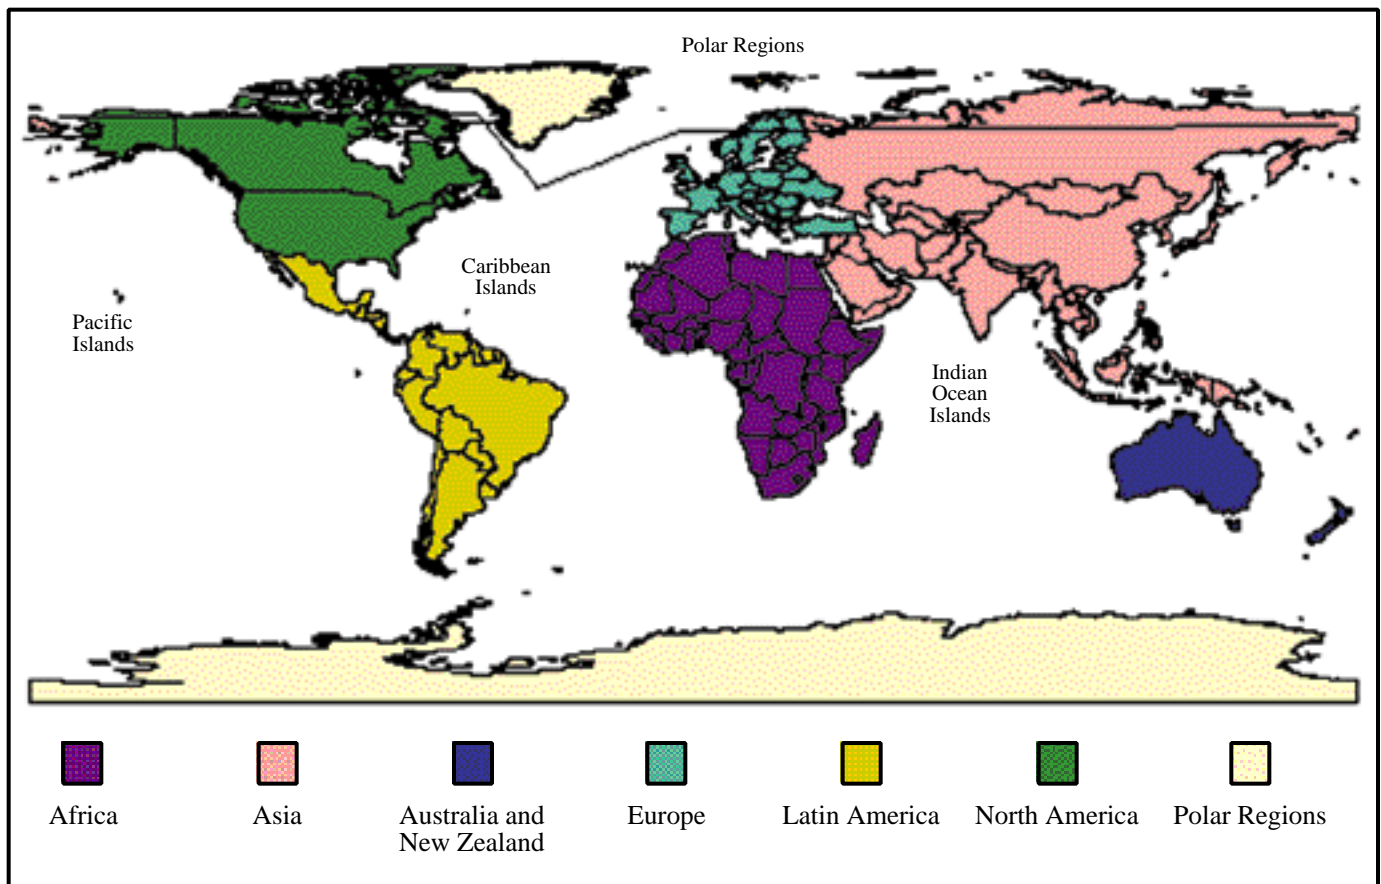 Polar Regions
Caribbean
Islands
Pacific
Islands
Indian
Ocean
Islands
Africa
Asia
Australia and
New Zealand
Europe
Latin America
North America
Polar Regions